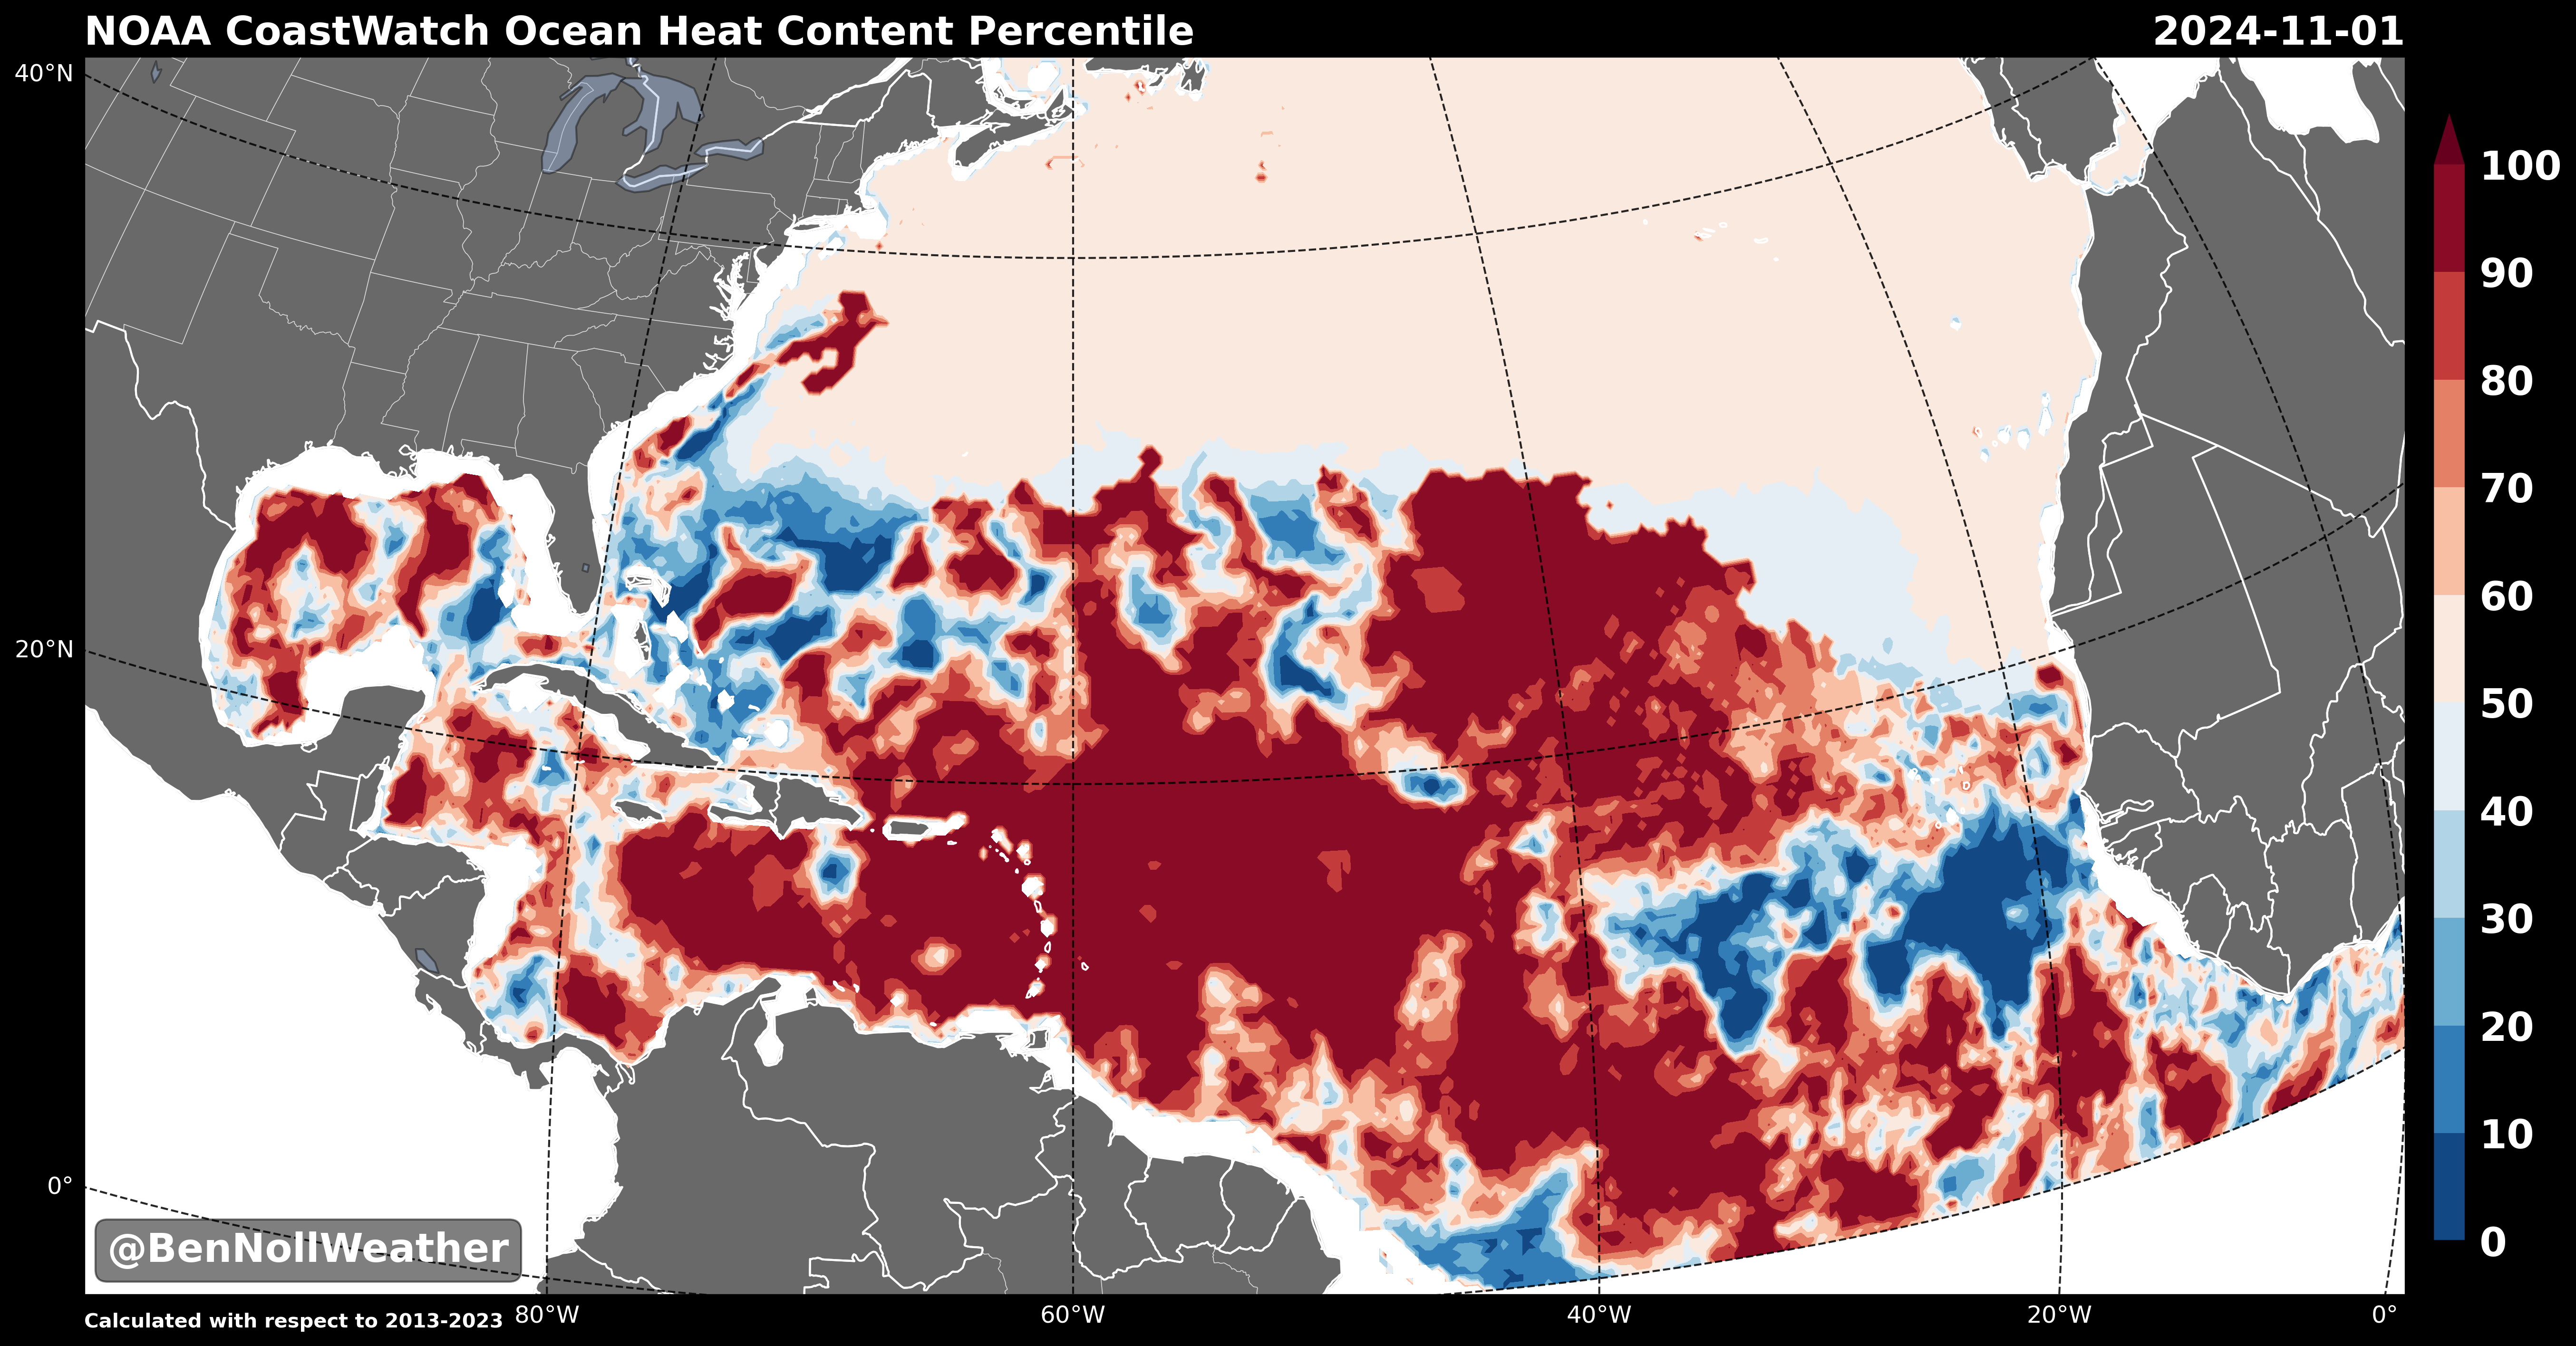 NOAA CoastWatch Ocean Heat Content Percentile
2024-11-01
40°N
20°N
0°
100
90
80
70
60
50
40
30
20
10
0
@BenNollWeather
Calculated with respect to 2013-2023
80°W
60°W
40°W
20°W
0°